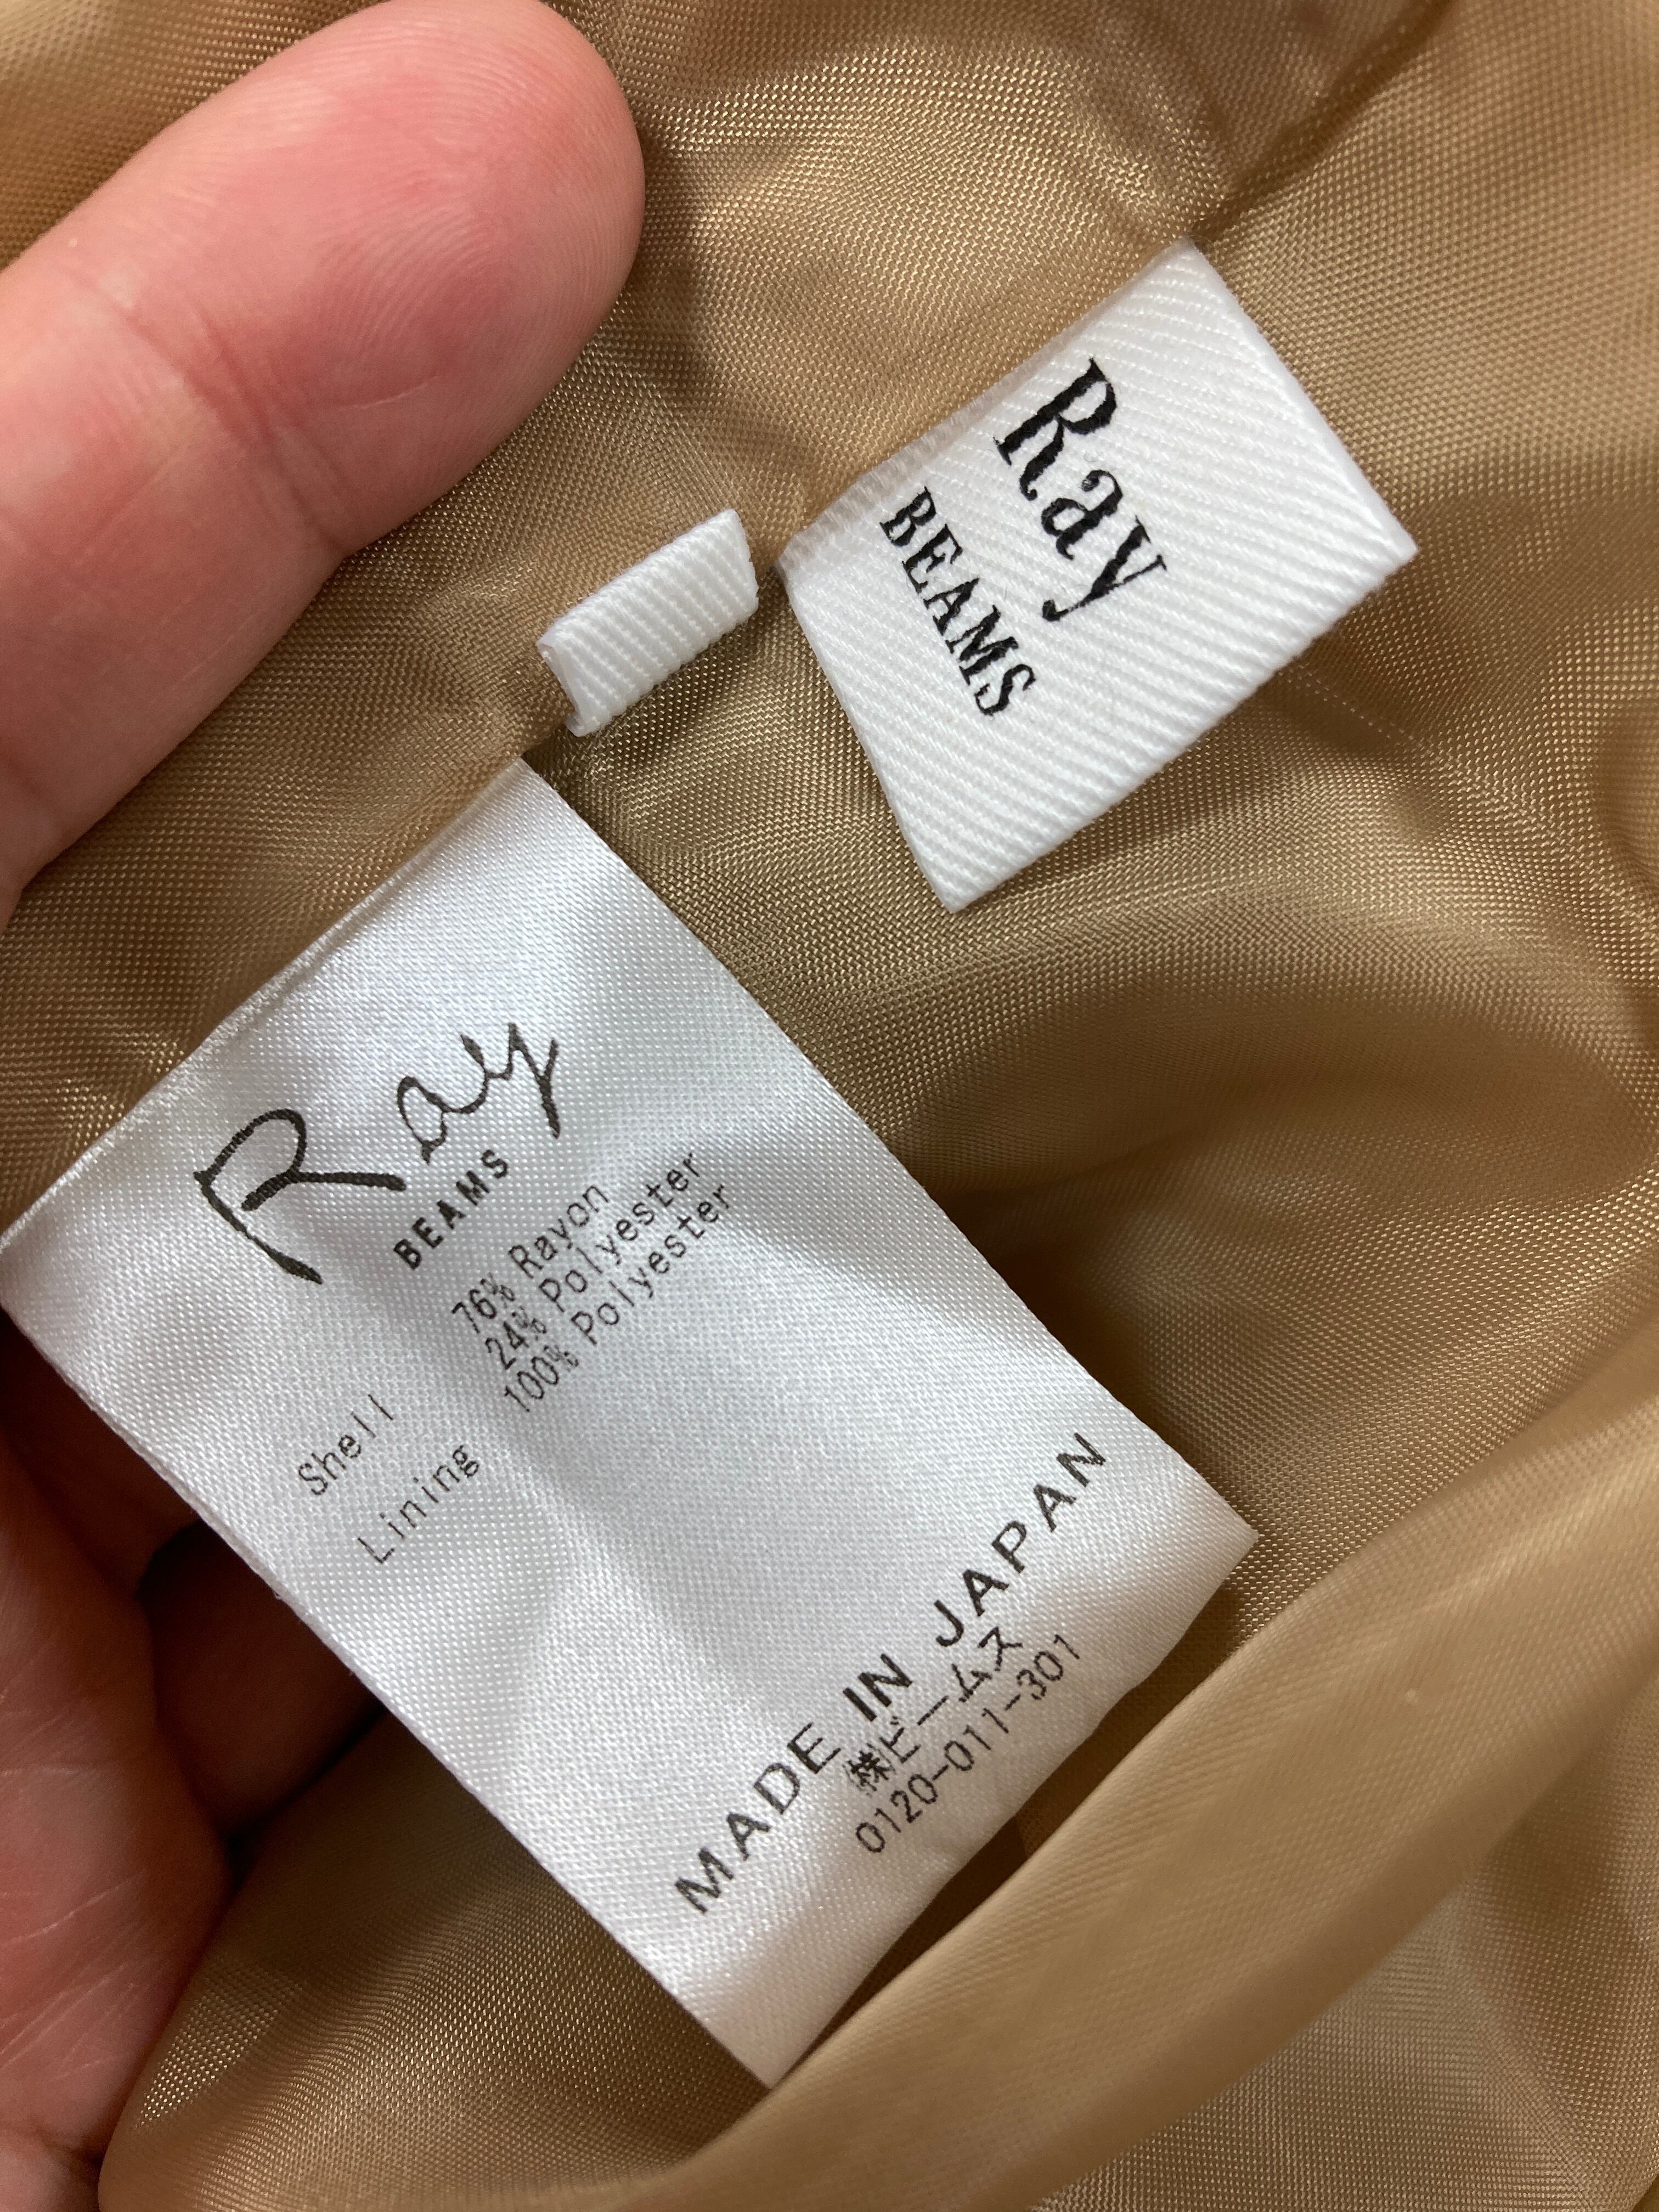 Ray
BEAMS
Ray
BEAMS
Shell 76% Rayon
24% Polyester
Lining 100% Polyester
MADE IN JAPAN
㈱ビームス
0120-011-301